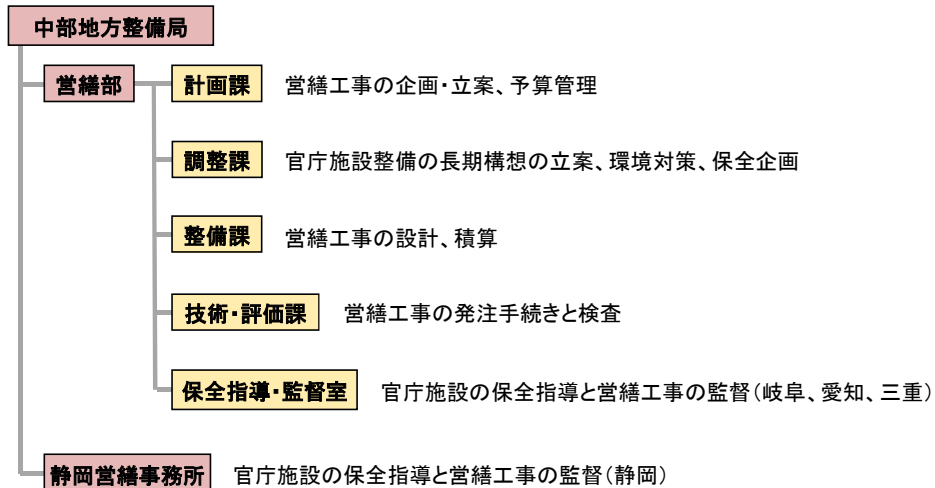 中部地方整備局
営繕部
計画課 営繕工事の企画・立案、予算管理
調整課 官庁施設整備の長期構想の立案、環境対策、保全企画
整備課 営繕工事の設計、積算
技術・評価課 営繕工事の発注手続きと検査
保全指導・監督室 官庁施設の保全指導と営繕工事の監督(岐阜、愛知、三重)
静岡営繕事務所 官庁施設の保全指導と営繕工事の監督(静岡)